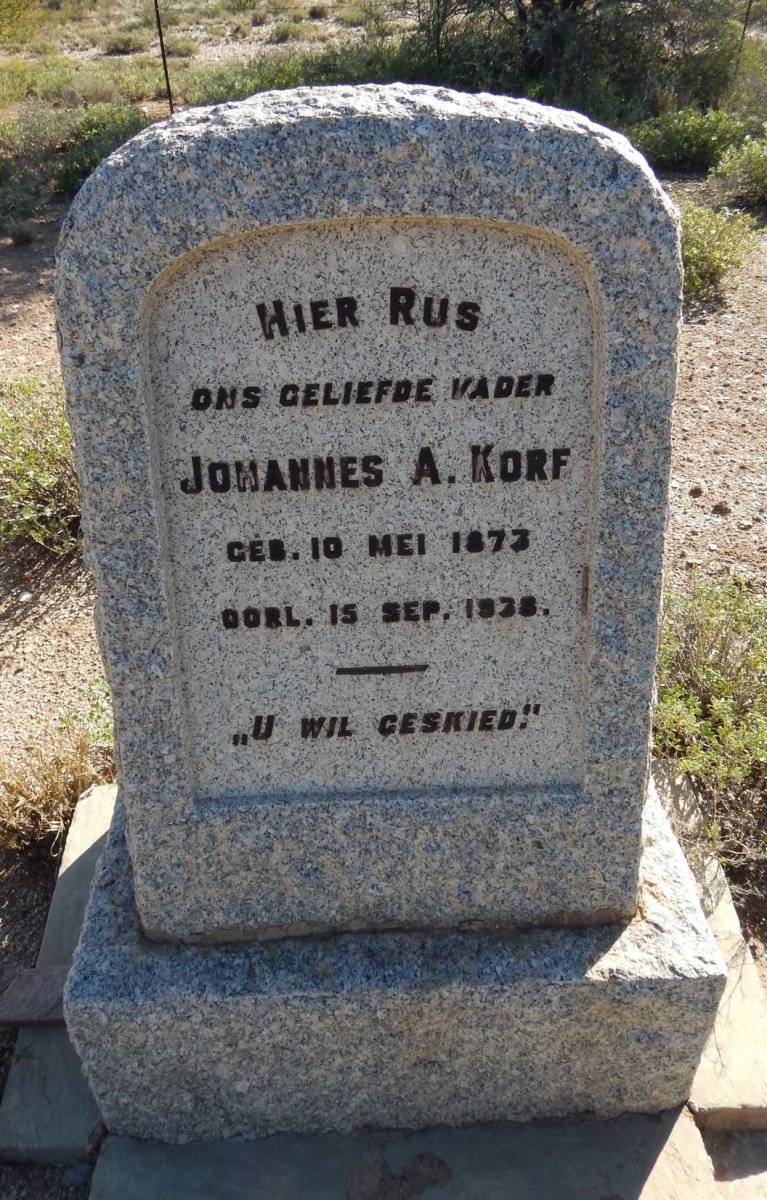 HIER RUS
ONS GELIEFDE VADER
JOHANNES A. KORF
GEB. 10 MEI 1873
OORL. 15 SEP. 1938.
„U WIL GESKIED."